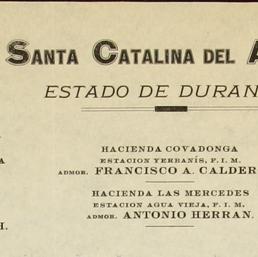 SANTA CATALINA DEL A
ESTADO DE DURAN
HACIENDA COVADONGA
ESTACION YERBANÍS, F. I. M.
A
ADMOR. FRANCISCO A. CALDER
HACIENDA LAS MERCEDES
ESTACION AGUA VIEJA, F. I. M.
ADMOR. ANTONIO HERRAN.
H.